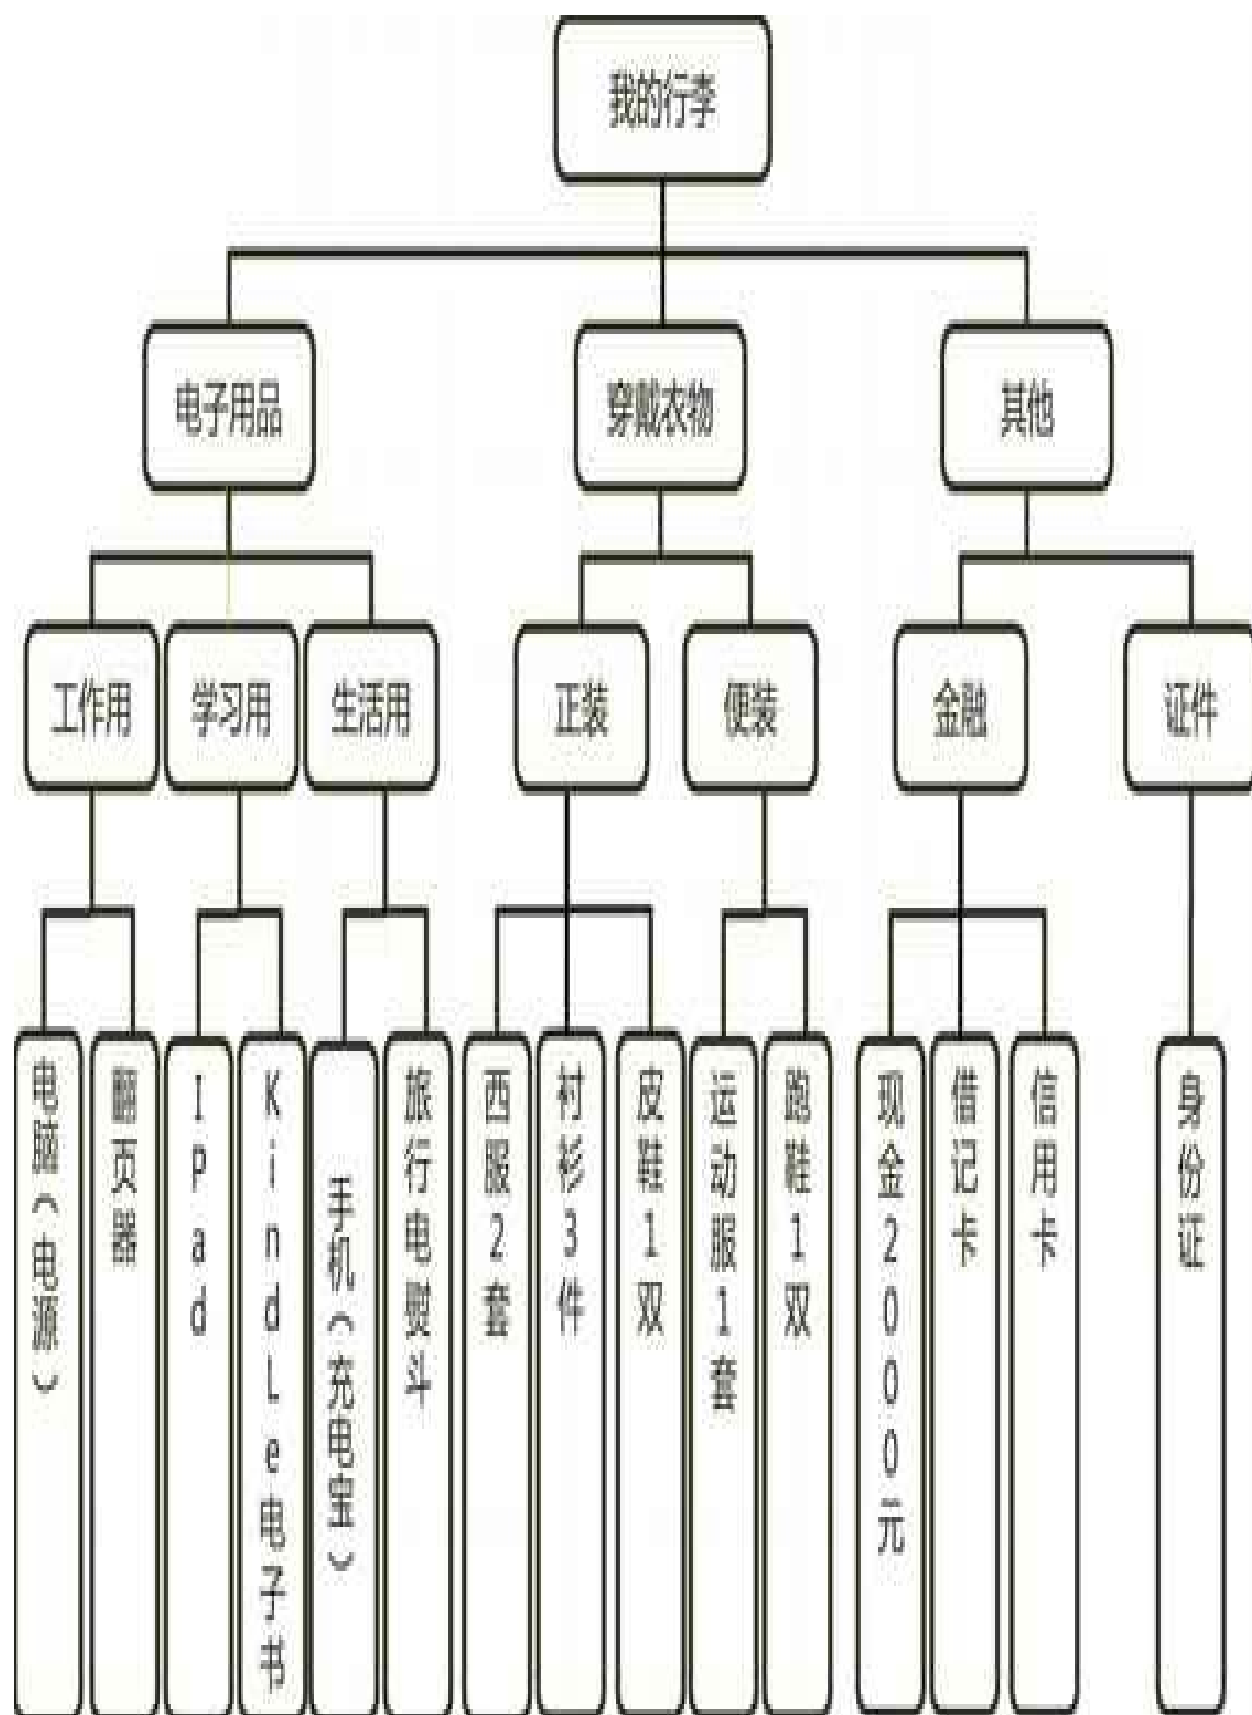 我的行李
电子用品
穿戴衣物
其他
工作用
学习用
生活用
正装
便装
金融
证件
电脑（电源）
翻页器
IPad
Kindle电子书
手机（充电宝）
旅行电熨斗
西服2套
衬衫3件
皮鞋1双
运动服1套
跑鞋1双
现金2000元
借记卡
信用卡
身份证